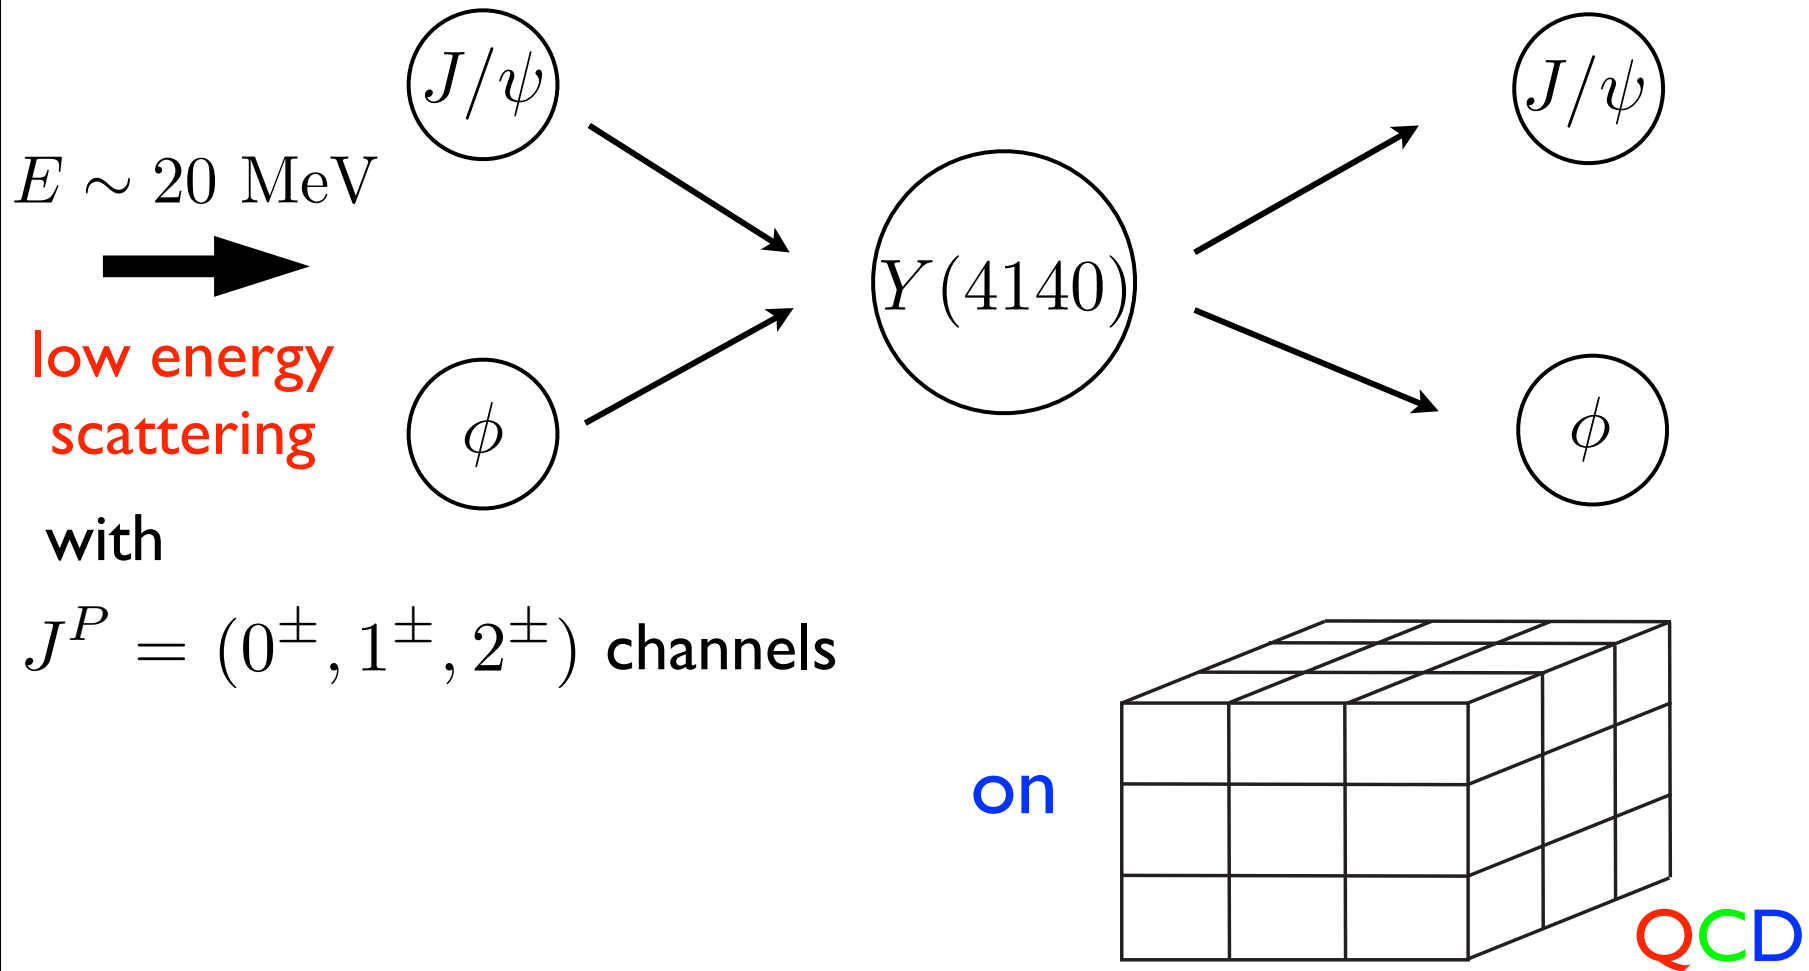 J/ψ
J/ψ
E ∼ 20 MeV
Y(4140)
low energy
scattering
ϕ
ϕ
with
J^P = (0^±, 1^±, 2^±) channels
on
QCD